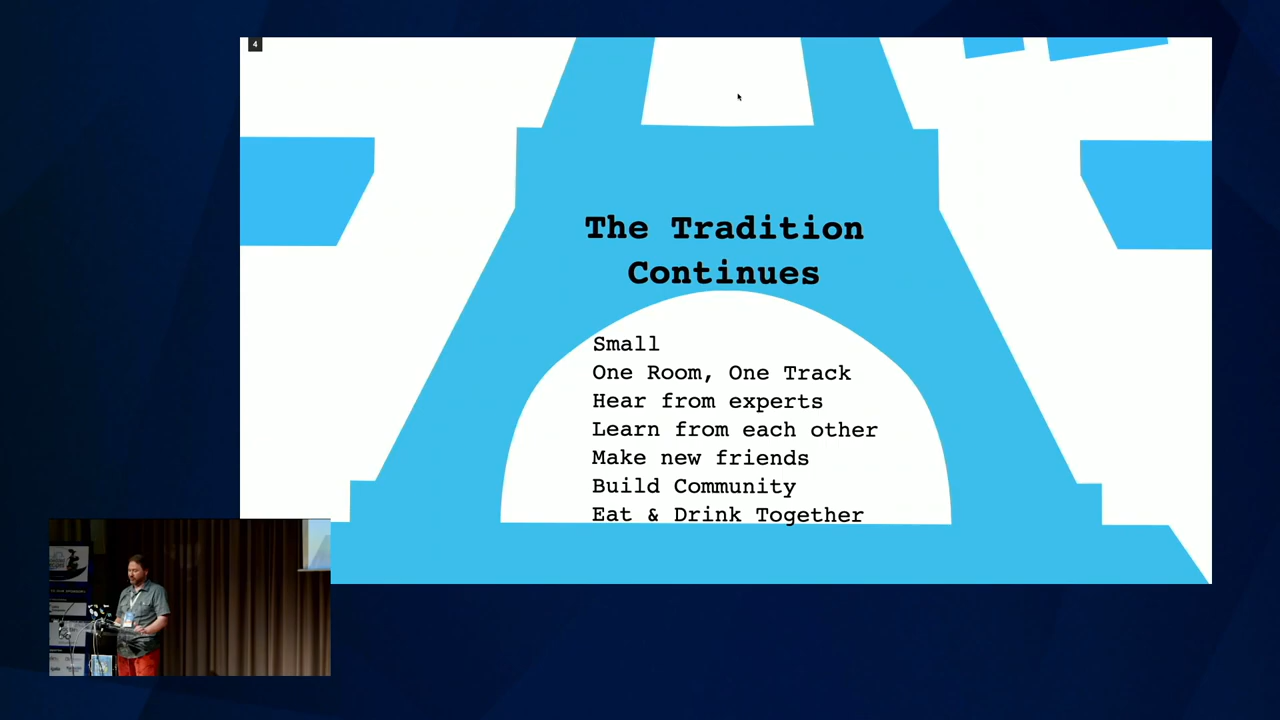 4
The Tradition
Continues
Small
One Room, One Track
Hear from experts
Learn from each other
Make new friends
Build Community
Eat & Drink Together